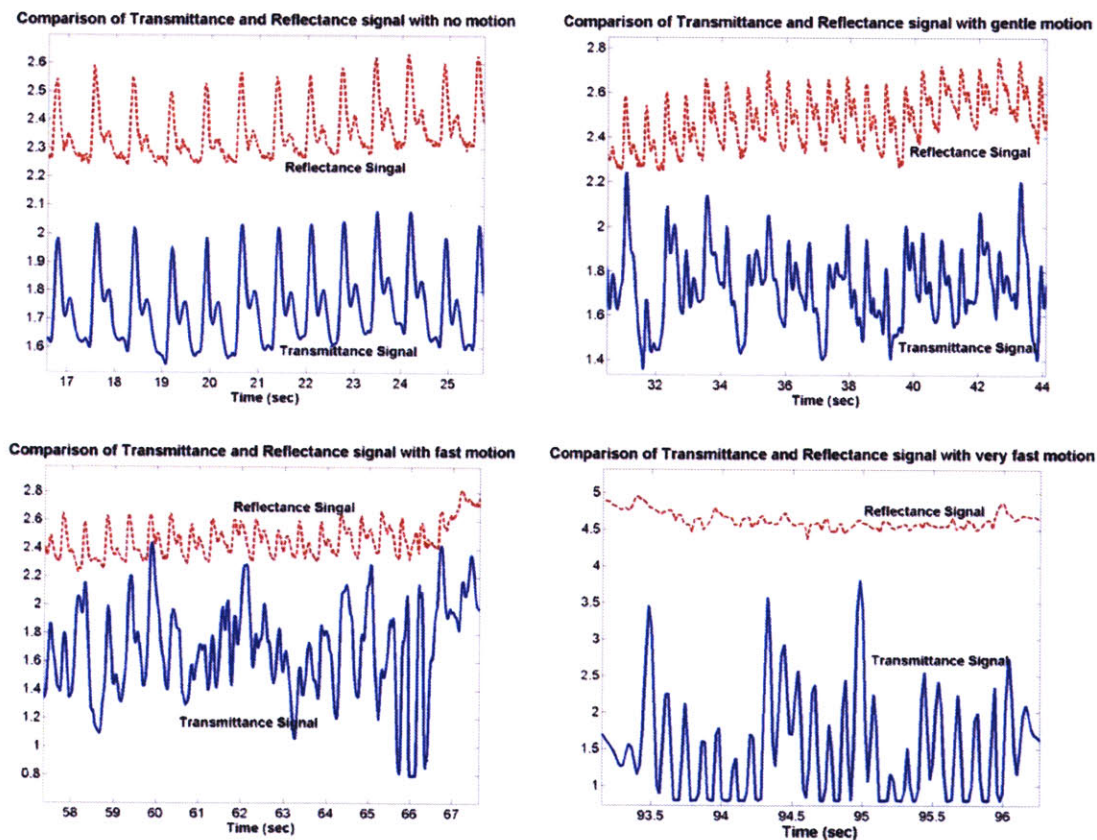 Comparison of Transmittance and Reflectance signal with no motion
2.6
2.5
2.4
2.3
2.2
2.1
2
1.9
1.8
1.7
1.6
Reflectance Singal
Transmittance Signal
17 18 19 20 21 22 23 24 25
Time (sec)
Comparison of Transmittance and Reflectance signal with gentle motion
2.8
2.6
2.4
2.2
2
1.8
1.6
1.4
Reflectance Singal
Transmittance Signal
32 34 36 38 40 42 44
Time (sec)
Comparison of Transmittance and Reflectance signal with fast motion
2.8
2.6
2.4
2.2
2
1.8
1.6
1.4
1.2
1
0.8
Reflectance Singal
Transmittance Signal
58 59 60 61 62 63 64 65 66 67
Time (sec)
Comparison of Transmittance and Reflectance signal with very fast motion
5
4.5
4
3.5
3
2.5
2
1.5
1
Reflectance Signal
Transmittance Signal
93.5 94 94.5 95 95.5 96
Time (sec)